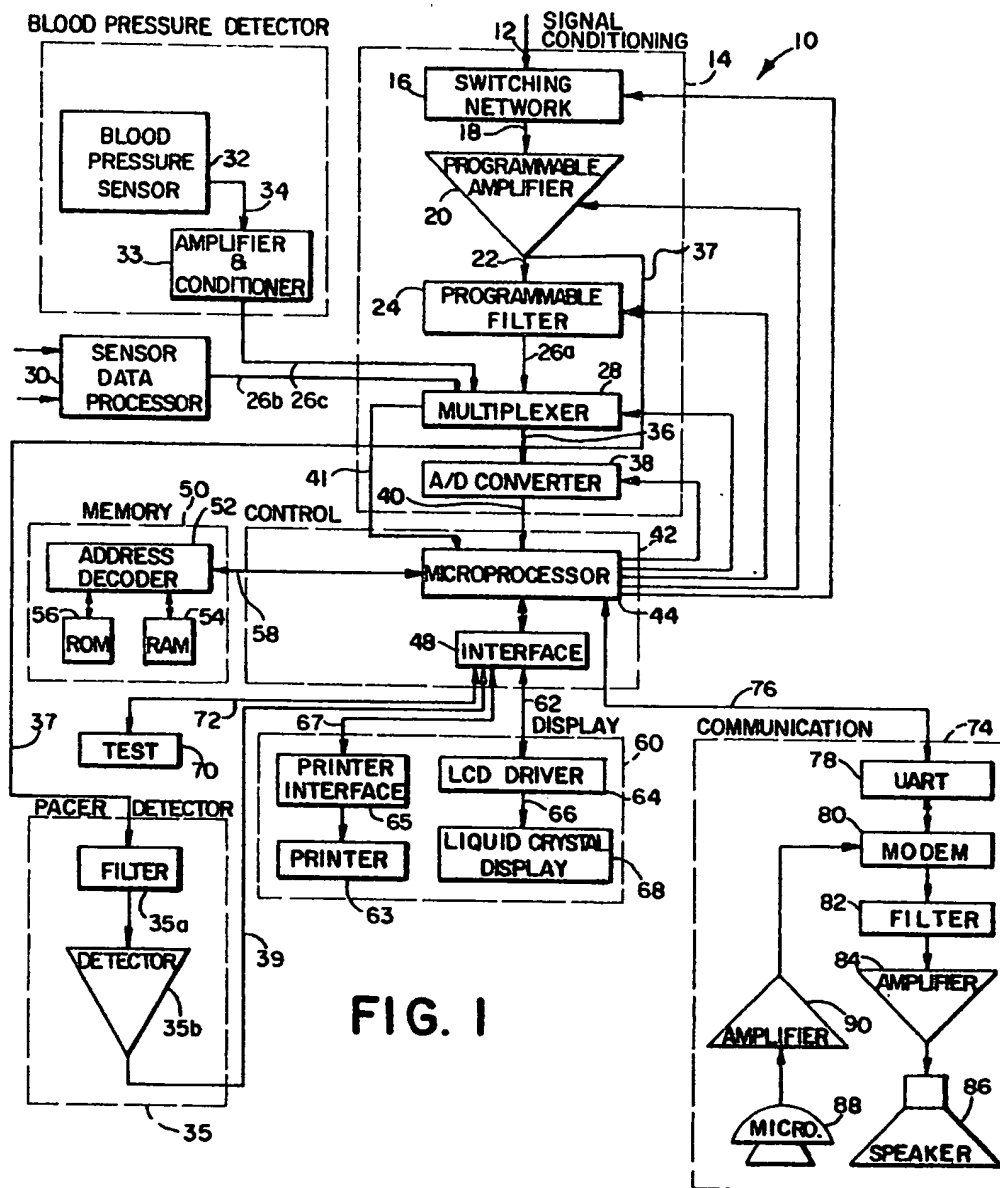 BLOOD PRESSURE DETECTOR
SIGNAL
CONDITIONING
12
10
14
16
SWITCHING
NETWORK
18
BLOOD
PRESSURE
SENSOR
32
34
PROGRAMMABLE
AMPLIFIER
20
33
AMPLIFIER
&
CONDITIONER
22
37
24
PROGRAMMABLE
FILTER
26a
30
SENSOR
DATA
PROCESSOR
26b
26c
28
MULTIPLEXER
36
41
38
A/D CONVERTER
40
MEMORY
50
52
CONTROL
42
ADDRESS
DECODER
MICROPROCESSOR
44
58
56
ROM
54
RAM
48
INTERFACE
72
67
62
76
37
TEST
70
DISPLAY
60
COMMUNICATION
74
PRINTER
INTERFACE
65
LCD DRIVER
64
66
78
UART
PACER DETECTOR
PRINTER
63
LIQUID CRYSTAL
DISPLAY
68
80
MODEM
FILTER
35a
82
FILTER
39
DETECTOR
35b
84
AMPLIFIER
FIG. 1
AMPLIFIER
90
35
MICRO.
88
86
SPEAKER